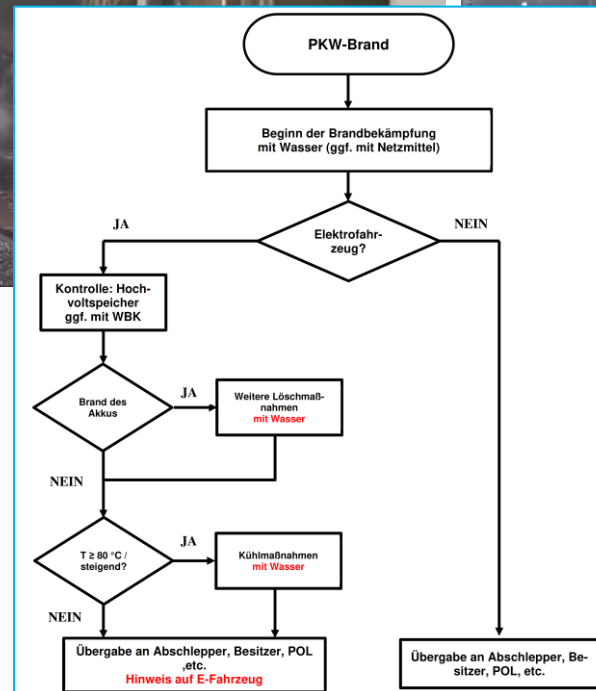 PKW-Brand
Beginn der Brandbekämpfung
mit Wasser (ggf. mit Netzmittel)
JA
Elektrofahr-
zeug?
NEIN
Kontrolle: Hoch-
voltspeicher
ggf. mit WBK
Brand des
Akkus
JA
Weitere Löschmaß-
nahmen
mit Wasser
NEIN
T ≥ 80 °C /
steigend?
JA
Kühlmaßnahmen
mit Wasser
NEIN
Übergabe an Abschlepper, Besitzer, POL
,etc.
Hinweis auf E-Fahrzeug
Übergabe an Abschlepper, Be-
sitzer, POL, etc.